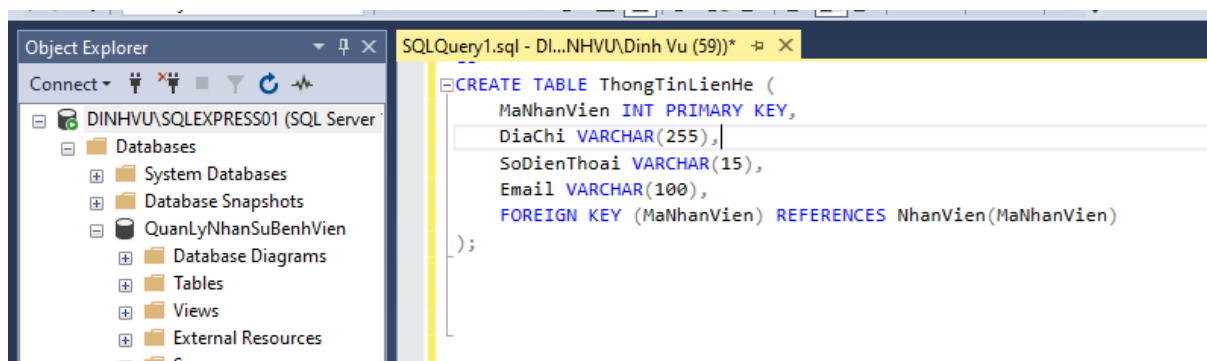 Object Explorer
Connect
DINHVU\SQLEXPRESS01 (SQL Server
Databases
System Databases
Database Snapshots
QuanLyNhanSuBenhVien
Database Diagrams
Tables
Views
External Resources
SQLQuery1.sql - DI...NHVU\Dinh Vu (59))*
CREATE TABLE ThongTinLienHe (
MaNhanVien INT PRIMARY KEY,
DiaChi VARCHAR(255),
SoDienThoai VARCHAR(15),
Email VARCHAR(100),
FOREIGN KEY (MaNhanVien) REFERENCES NhanVien(MaNhanVien)
);